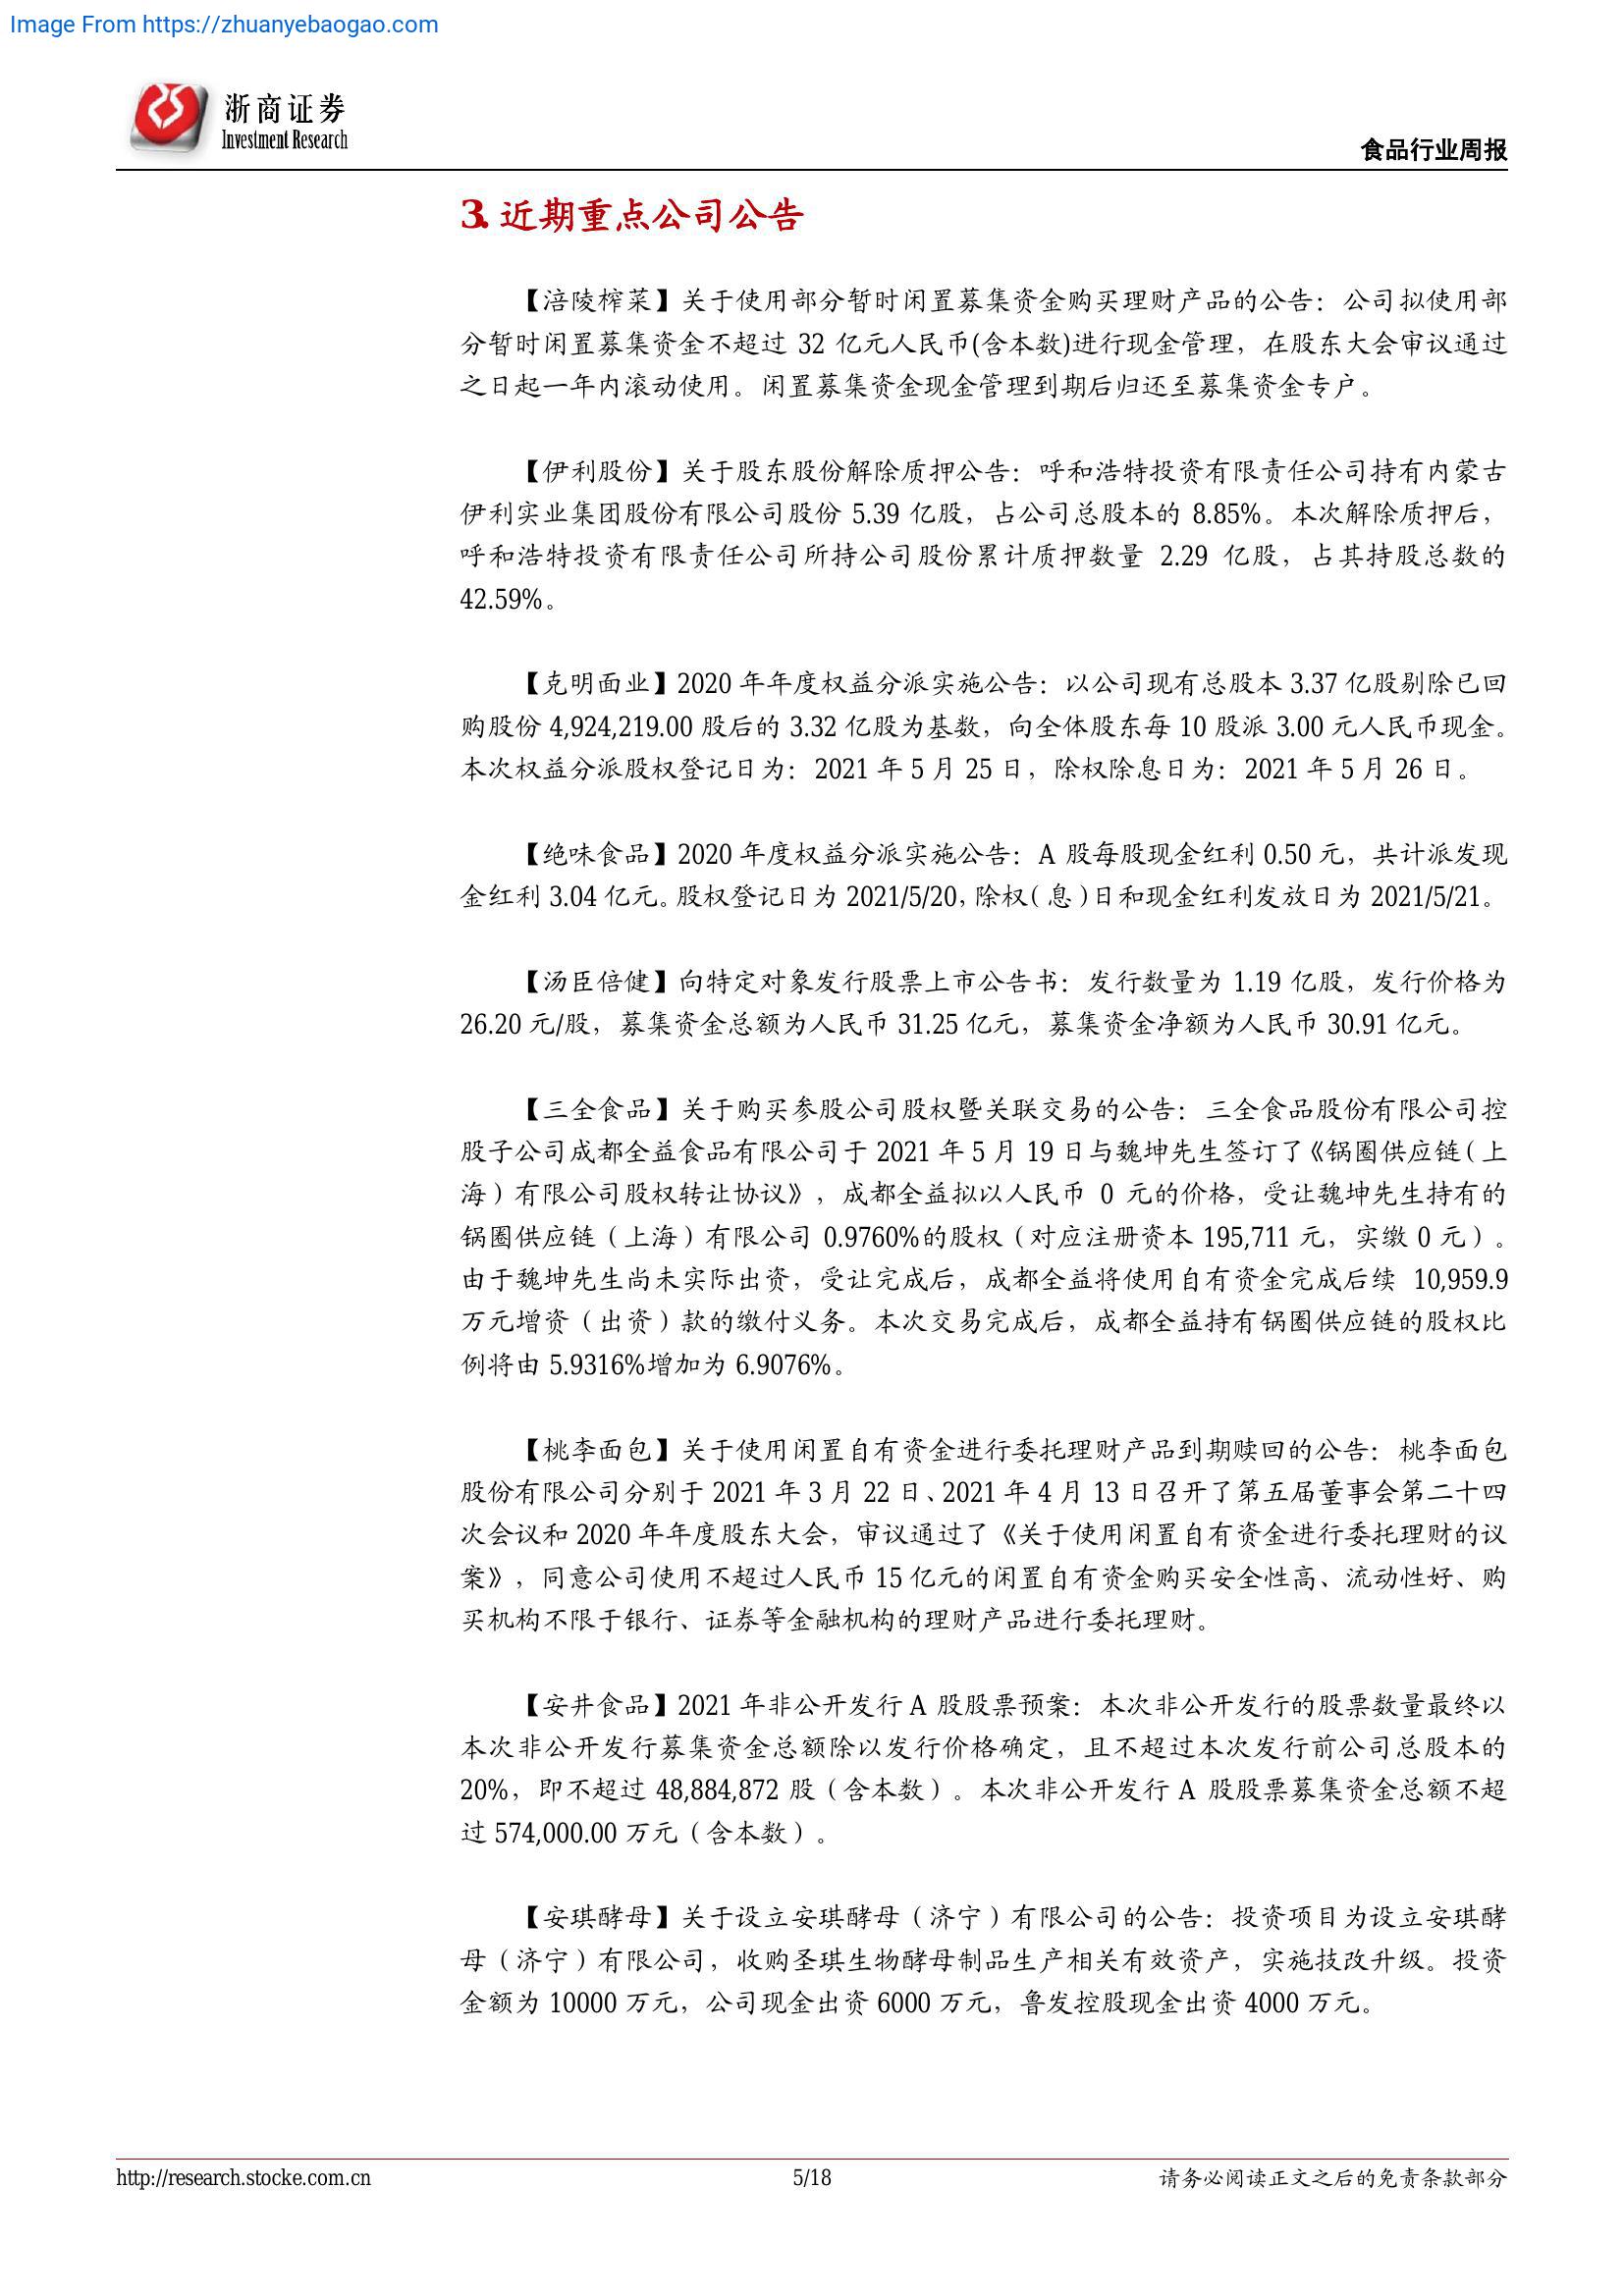 Image From https://zhuanyebaogao.com
浙商证券
Investment Research
食品行业周报
3. 近期重点公司公告
【涪陵榨菜】关于使用部分暂时闲置募集资金购买理财产品的公告：公司拟使用部
分暂时闲置募集资金不超过 32 亿元人民币(含本数)进行现金管理，在股东大会审议通过
之日起一年内滚动使用。闲置募集资金现金管理到期后归还至募集资金专户。
【伊利股份】关于股东股份解除质押公告：呼和浩特投资有限责任公司持有内蒙古
伊利实业集团股份有限公司股份 5.39 亿股，占公司总股本的 8.85%。本次解除质押后，
呼和浩特投资有限责任公司所持公司股份累计质押数量 2.29 亿股，占其持股总数的
42.59%。
【克明面业】2020 年年度权益分派实施公告：以公司现有总股本 3.37 亿股剔除已回
购股份 4,924,219.00 股后的 3.32 亿股为基数，向全体股东每 10 股派 3.00 元人民币现金。
本次权益分派股权登记日为：2021 年 5 月 25 日，除权除息日为：2021 年 5 月 26 日。
【绝味食品】2020 年度权益分派实施公告：A 股每股现金红利 0.50 元，共计派发现
金红利 3.04 亿元。股权登记日为 2021/5/20，除权（息）日和现金红利发放日为 2021/5/21。
【汤臣倍健】向特定对象发行股票上市公告书：发行数量为 1.19 亿股，发行价格为
26.20 元/股，募集资金总额为人民币 31.25 亿元，募集资金净额为人民币 30.91 亿元。
【三全食品】关于购买参股公司股权暨关联交易的公告：三全食品股份有限公司控
股子公司成都全益食品有限公司于 2021 年 5 月 19 日与魏坤先生签订了《锅圈供应链（上
海）有限公司股权转让协议》，成都全益拟以人民币 0 元的价格，受让魏坤先生持有的
锅圈供应链（上海）有限公司 0.9760%的股权（对应注册资本 195,711 元，实缴 0 元）。
由于魏坤先生尚未实际出资，受让完成后，成都全益将使用自有资金完成后续 10,959.9
万元增资（出资）款的缴付义务。本次交易完成后，成都全益持有锅圈供应链的股权比
例将由 5.9316%增加为 6.9076%。
【桃李面包】关于使用闲置自有资金进行委托理财产品到期赎回的公告：桃李面包
股份有限公司分别于 2021 年 3 月 22 日、2021 年 4 月 13 日召开了第五届董事会第二十四
次会议和 2020 年年度股东大会，审议通过了《关于使用闲置自有资金进行委托理财的议
案》，同意公司使用不超过人民币 15 亿元的闲置自有资金购买安全性高、流动性好、购
买机构不限于银行、证券等金融机构的理财产品进行委托理财。
【安井食品】2021 年非公开发行 A 股股票预案：本次非公开发行的股票数量最终以
本次非公开发行募集资金总额除以发行价格确定，且不超过本次发行前公司总股本的
20%，即不超过 48,884,872 股（含本数）。本次非公开发行 A 股股票募集资金总额不超
过 574,000.00 万元（含本数）。
【安琪酵母】关于设立安琪酵母（济宁）有限公司的公告：投资项目为设立安琪酵
母（济宁）有限公司，收购圣琪生物酵母制品生产相关有效资产，实施技改升级。投资
金额为 10000 万元，公司现金出资 6000 万元，鲁发控股现金出资 4000 万元。
http://research.stocke.com.cn
5/18
请务必阅读正文之后的免责条款部分